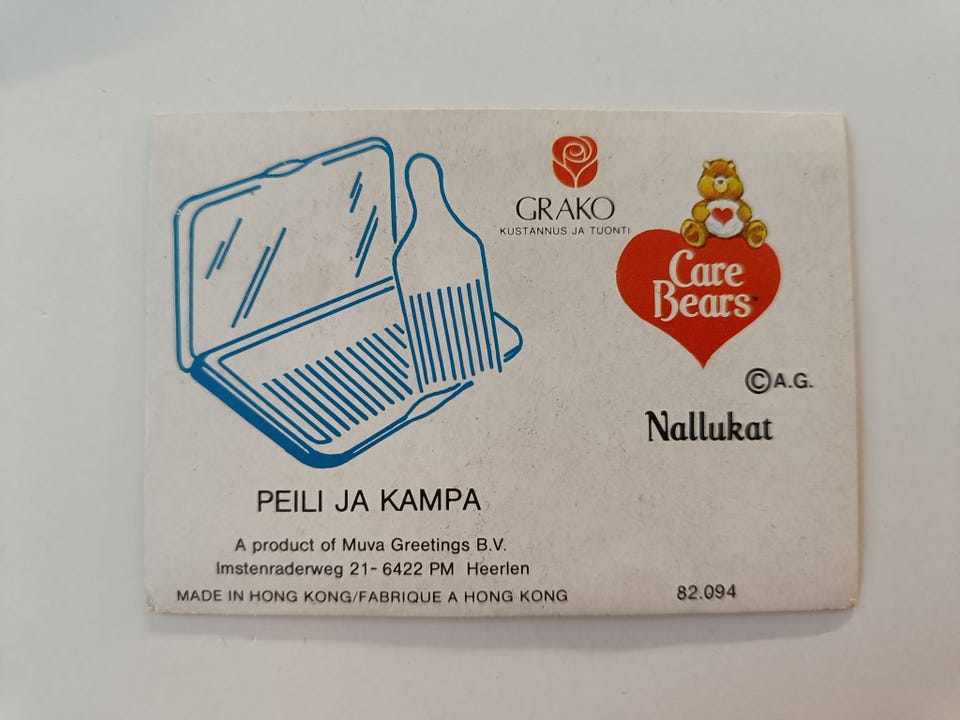 GRAKO
KUSTANNUS JA TUONTI
Care
Bears™
©A.G.
Nallukat
PEILI JA KAMPA
A product of Muva Greetings B.V.
Imstenraderweg 21- 6422 PM Heerlen
MADE IN HONG KONG/FABRIQUE A HONG KONG
82.094